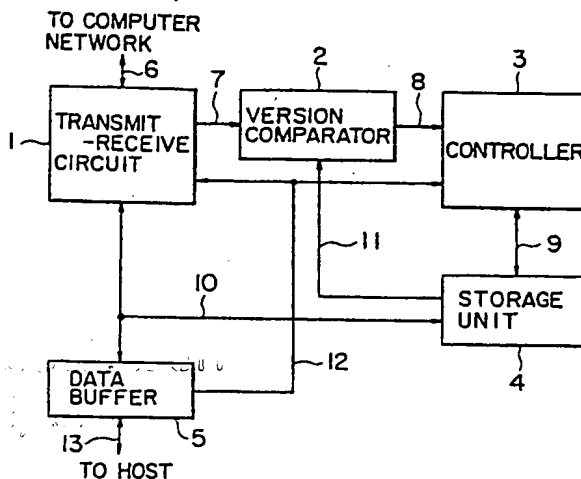 TO COMPUTER
NETWORK
6
2
3
7
8
1
TRANSMIT
-RECEIVE
CIRCUIT
VERSION
COMPARATOR
CONTROLLER
11
9
10
STORAGE
UNIT
12
4
DATA
BUFFER
13
5
TO HOST